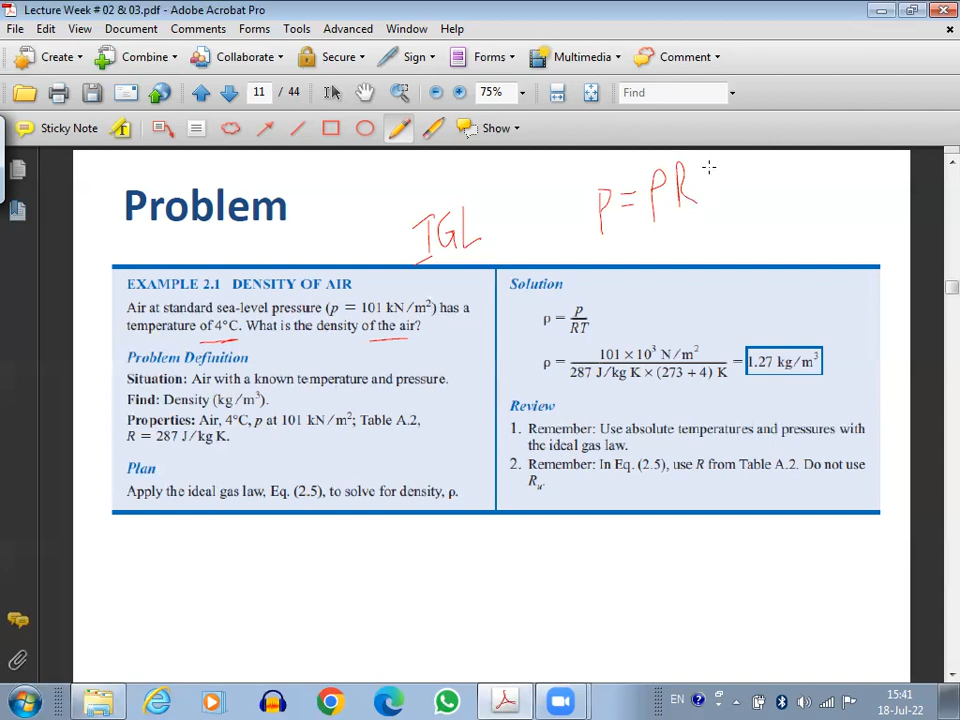 Lecture Week # 02 & 03.pdf - Adobe Acrobat Pro
File Edit View Document Comments Forms Tools Advanced Window Help
Create Combine Collaborate Secure Sign Forms Multimedia Comment
11 / 44 75% Find
Sticky Note Show
Problem
IGL
P = ρR
EXAMPLE 2.1 DENSITY OF AIR
Air at standard sea-level pressure (p = 101 kN/m²) has a
temperature of 4°C. What is the density of the air?
Problem Definition
Situation: Air with a known temperature and pressure.
Find: Density (kg/m³).
Properties: Air, 4°C, p at 101 kN/m²; Table A.2,
R = 287 J/kg K.
Plan
Apply the ideal gas law, Eq. (2.5), to solve for density, ρ.
Solution
ρ = p / RT
ρ = 101 × 10³ N/m² / 287 J/kg K × (273 + 4) K = 1.27 kg/m³
Review
1. Remember: Use absolute temperatures and pressures with
the ideal gas law.
2. Remember: In Eq. (2.5), use R from Table A.2. Do not use
Rᵤ.
EN 15:41
18-Jul-22